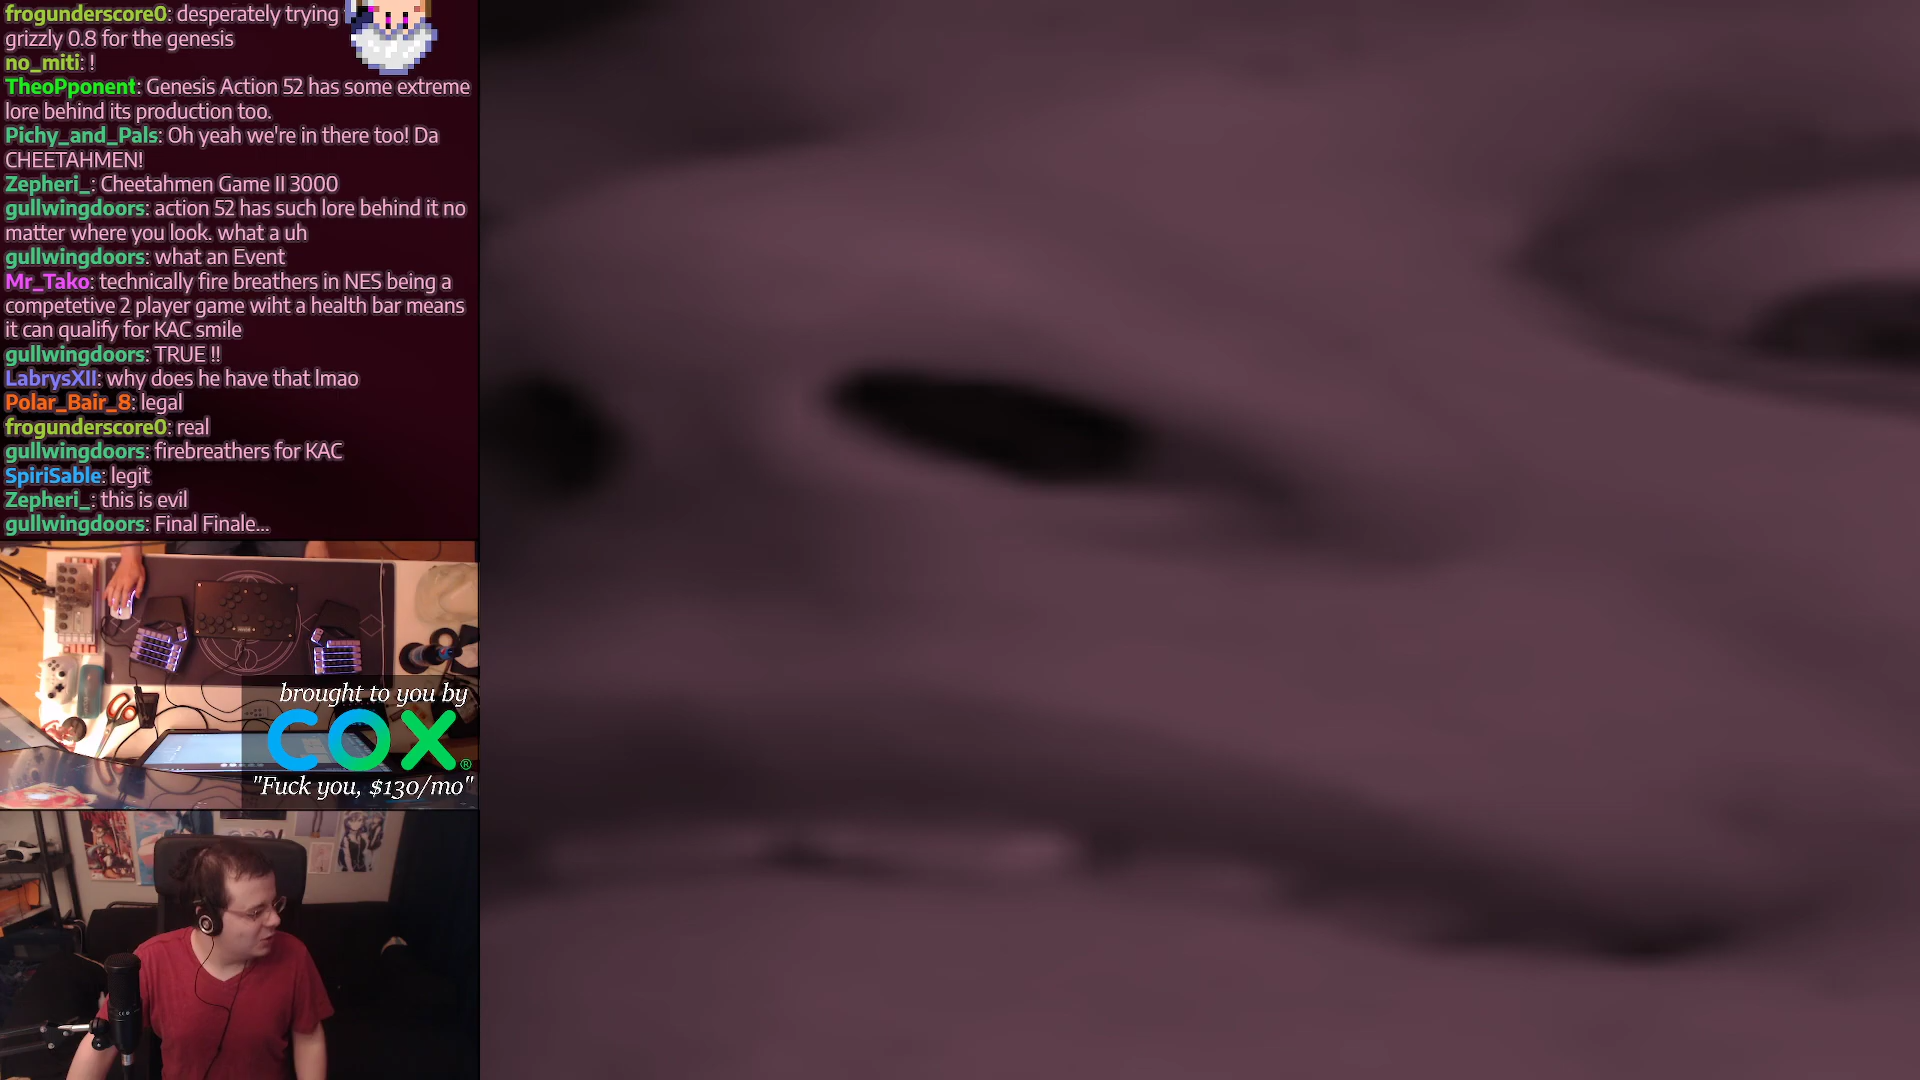 frogunderscore0: desperately trying
grizzly 0.8 for the genesis
no_miti: !
TheoPponent: Genesis Action 52 has some extreme
lore behind its production too.
Pichy_and_Pals: Oh yeah we're in there too! Da
CHEETAHMEN!
Zepheri_: Cheetahmen Game II 3000
gullwingdoors: action 52 has such lore behind it no
matter where you look. what a uh
gullwingdoors: what an Event
Mr_Tako: technically fire breathers in NES being a
competetive 2 player game wiht a health bar means
it can qualify for KAC smile
gullwingdoors: TRUE !!
LabrysXII: why does he have that lmao
Polar_Bair_8: legal
frogunderscore0: real
gullwingdoors: firebreathers for KAC
SpiriSable: legit
Zepheri_: this is evil
gullwingdoors: Final Finale...
brought to you by
COX®
"Fuck you, $130/mo"